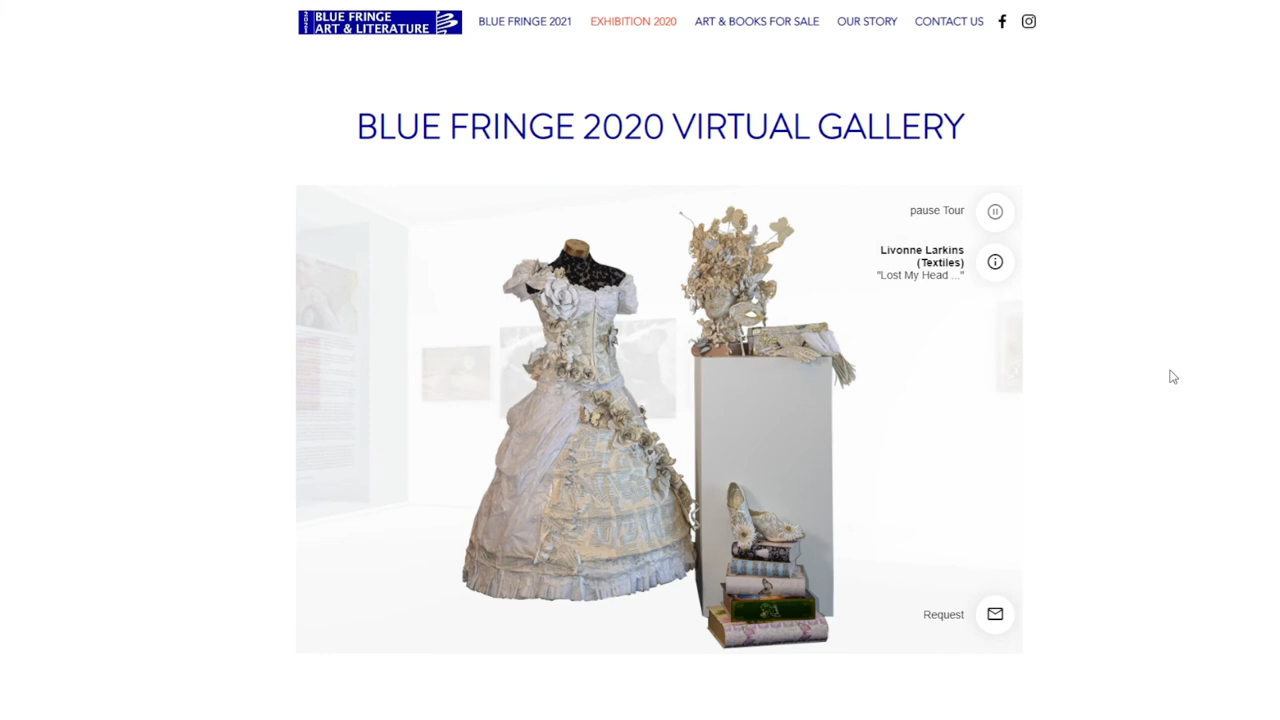 2021 BLUE FRINGE
ART & LITERATURE
BLUE FRINGE 2021 EXHIBITION 2020 ART & BOOKS FOR SALE OUR STORY CONTACT US
BLUE FRINGE 2020 VIRTUAL GALLERY
pause Tour
Livonne Larkins
(Textiles)
"Lost My Head ..."
Request